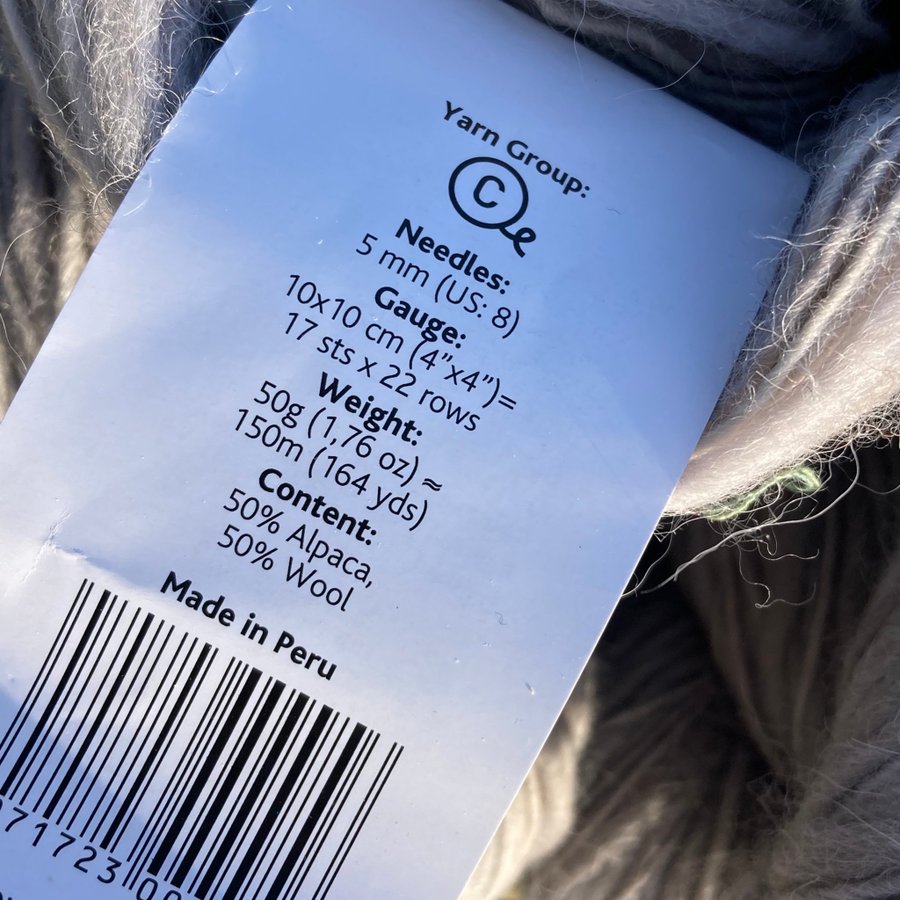 Yarn Group:
C
Needles:
5 mm (US: 8)
Gauge:
10x10 cm (4”x4”)=
17 sts x 22 rows
Weight:
50g (1,76 oz) ≈
150m (164 yds)
Content:
50% Alpaca,
50% Wool
Made in Peru
71723